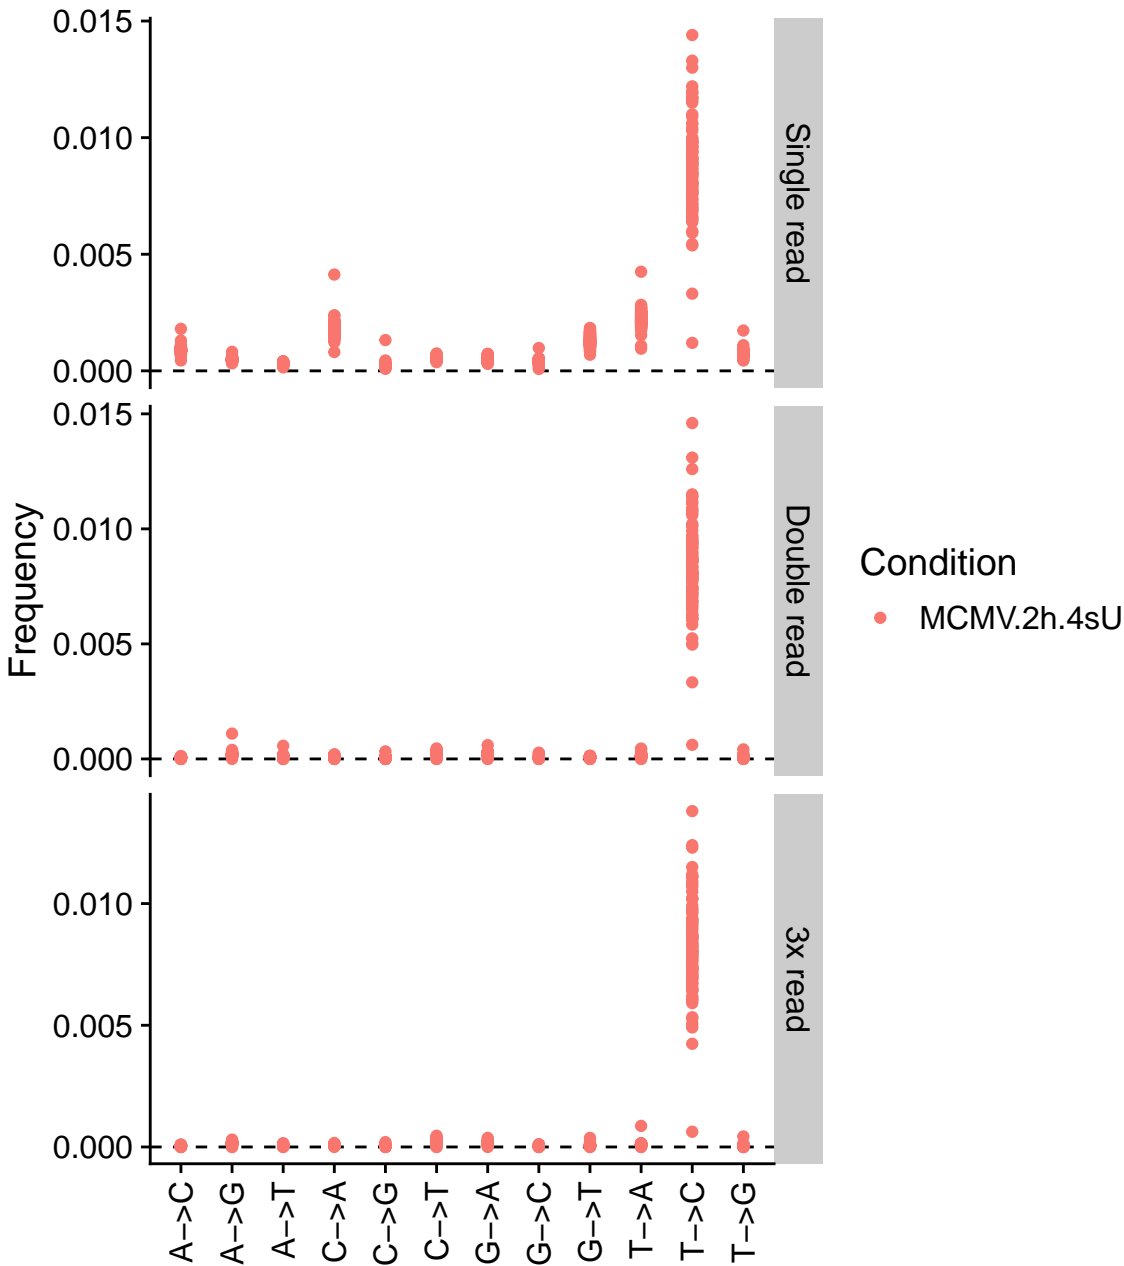 0.015
0.010
0.005
0.000
Single read
0.015
0.010
0.005
0.000
Double read
Frequency
Condition
MCMV.2h.4sU
0.010
0.005
0.000
3x read
A−>C
A−>G
A−>T
C−>A
C−>G
C−>T
G−>A
G−>C
G−>T
T−>A
T−>C
T−>G